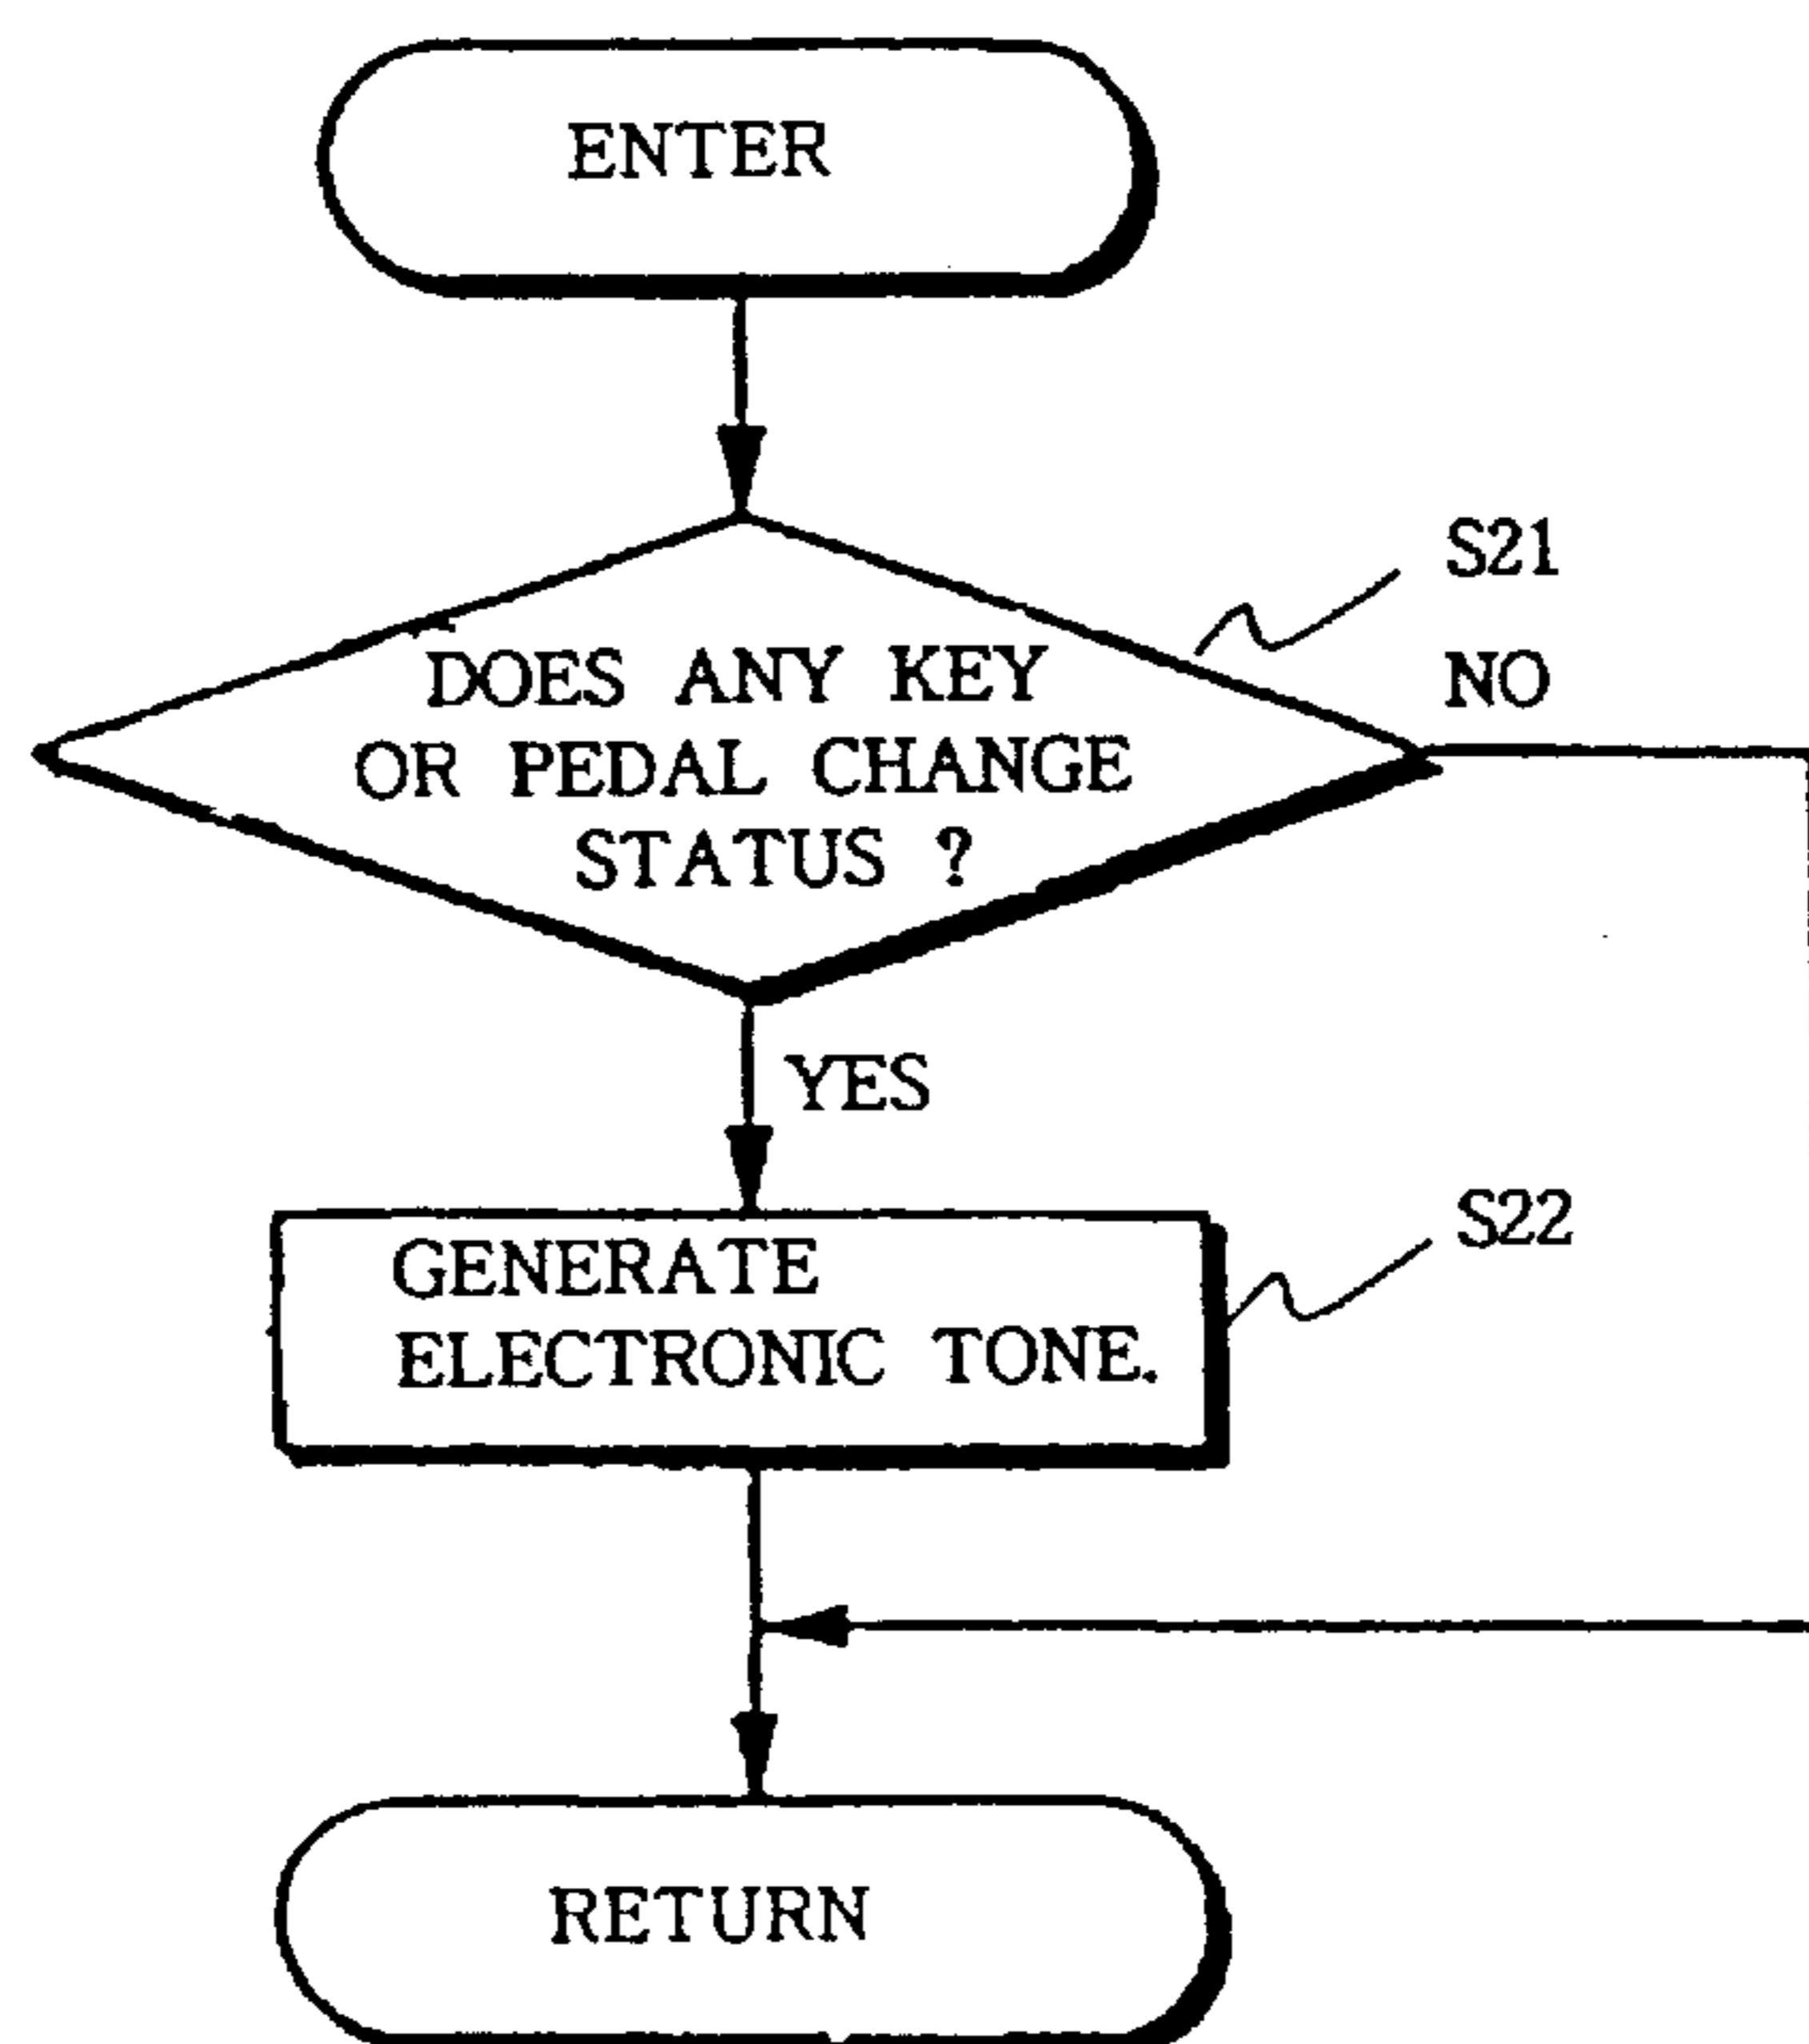 ENTER
S21
NO
DOES ANY KEY
OR PEDAL CHANGE
STATUS ?
YES
S22
GENERATE
ELECTRONIC TONE.
RETURN